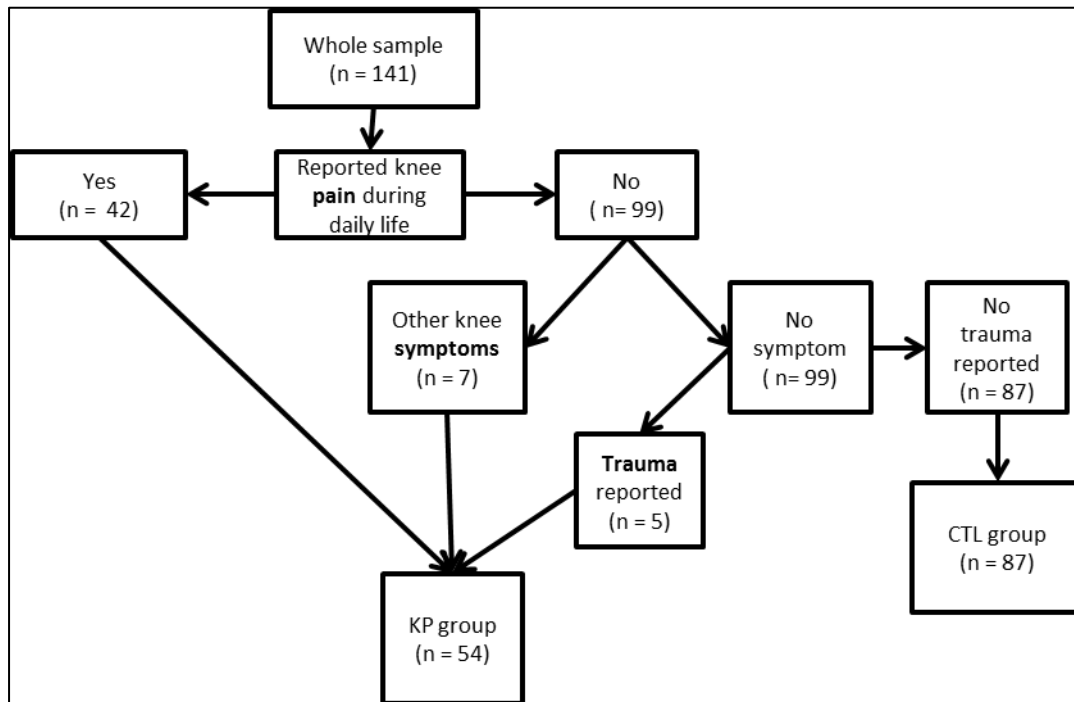 Whole sample
(n = 141)
Yes
(n =  42)
Reported knee
pain during
daily life
No
( n= 99)
Other knee
symptoms
(n = 7)
No
symptom
( n= 99)
No
trauma
reported
(n = 87)
Trauma
reported
(n = 5)
CTL group
(n = 87)
KP group
(n = 54)